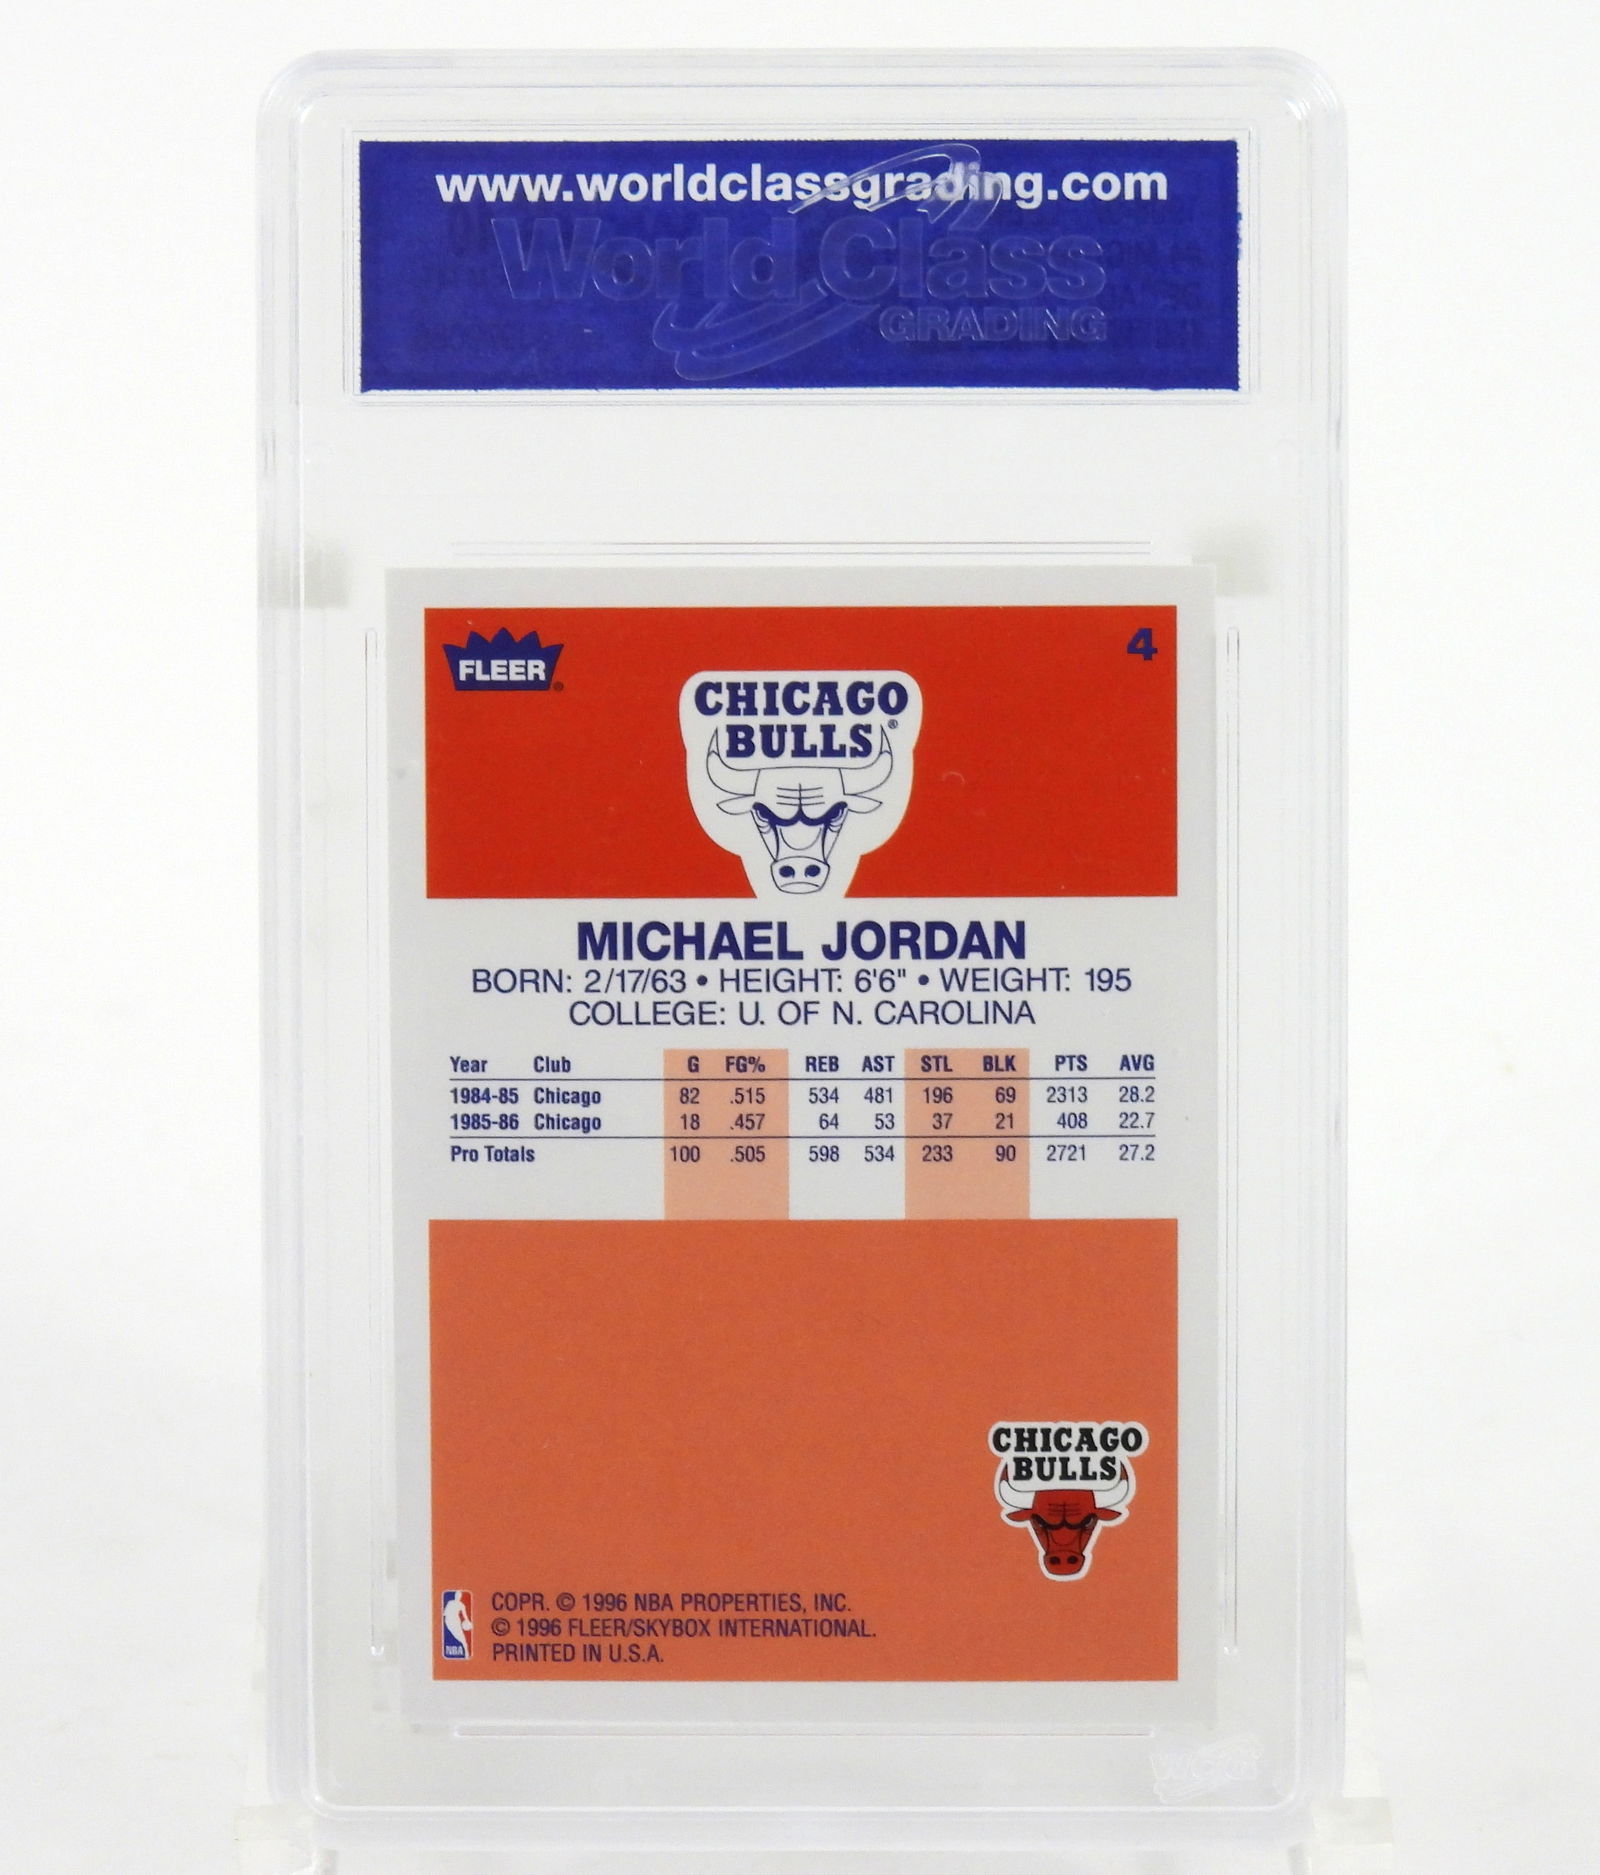 www.worldclassgrading.com
World Class
GRADING
FLEER®
4
CHICAGO
BULLS®
MICHAEL JORDAN
BORN: 2/17/63 • HEIGHT: 6'6" • WEIGHT: 195
COLLEGE: U. OF N. CAROLINA
Year Club G FG% REB AST STL BLK PTS AVG
1984-85 Chicago 82 .515 534 481 196 69 2313 28.2
1985-86 Chicago 18 .457 64 53 37 21 408 22.7
Pro Totals 100 .505 598 534 233 90 2721 27.2
CHICAGO
BULLS
NBA
COPR. © 1996 NBA PROPERTIES, INC.
© 1996 FLEER/SKYBOX INTERNATIONAL.
PRINTED IN U.S.A.
WCG